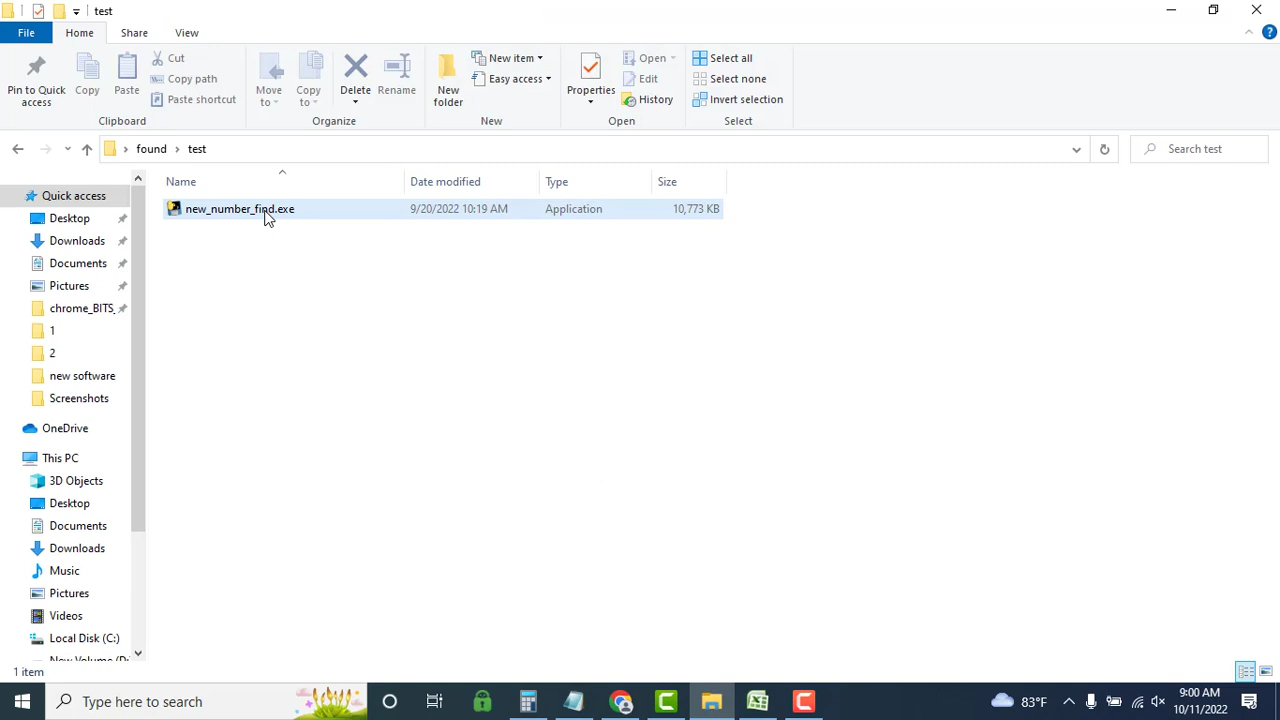 test
File Home Share View
Pin to Quick access
Copy
Paste
Cut
Copy path
Paste shortcut
Clipboard
Move to
Copy to
Delete
Rename
Organize
New folder
New item
Easy access
New
Properties
Open
Edit
History
Open
Select all
Select none
Invert selection
Select
found > test
Search test
Name Date modified Type Size
new_number_find.exe 9/20/2022 10:19 AM Application 10,773 KB
Quick access
Desktop
Downloads
Documents
Pictures
chrome_BITS_
1
2
new software
Screenshots
OneDrive
This PC
3D Objects
Desktop
Documents
Downloads
Music
Pictures
Videos
Local Disk (C:)
New Volume (D:
1 item
Type here to search
83°F
9:00 AM
10/11/2022